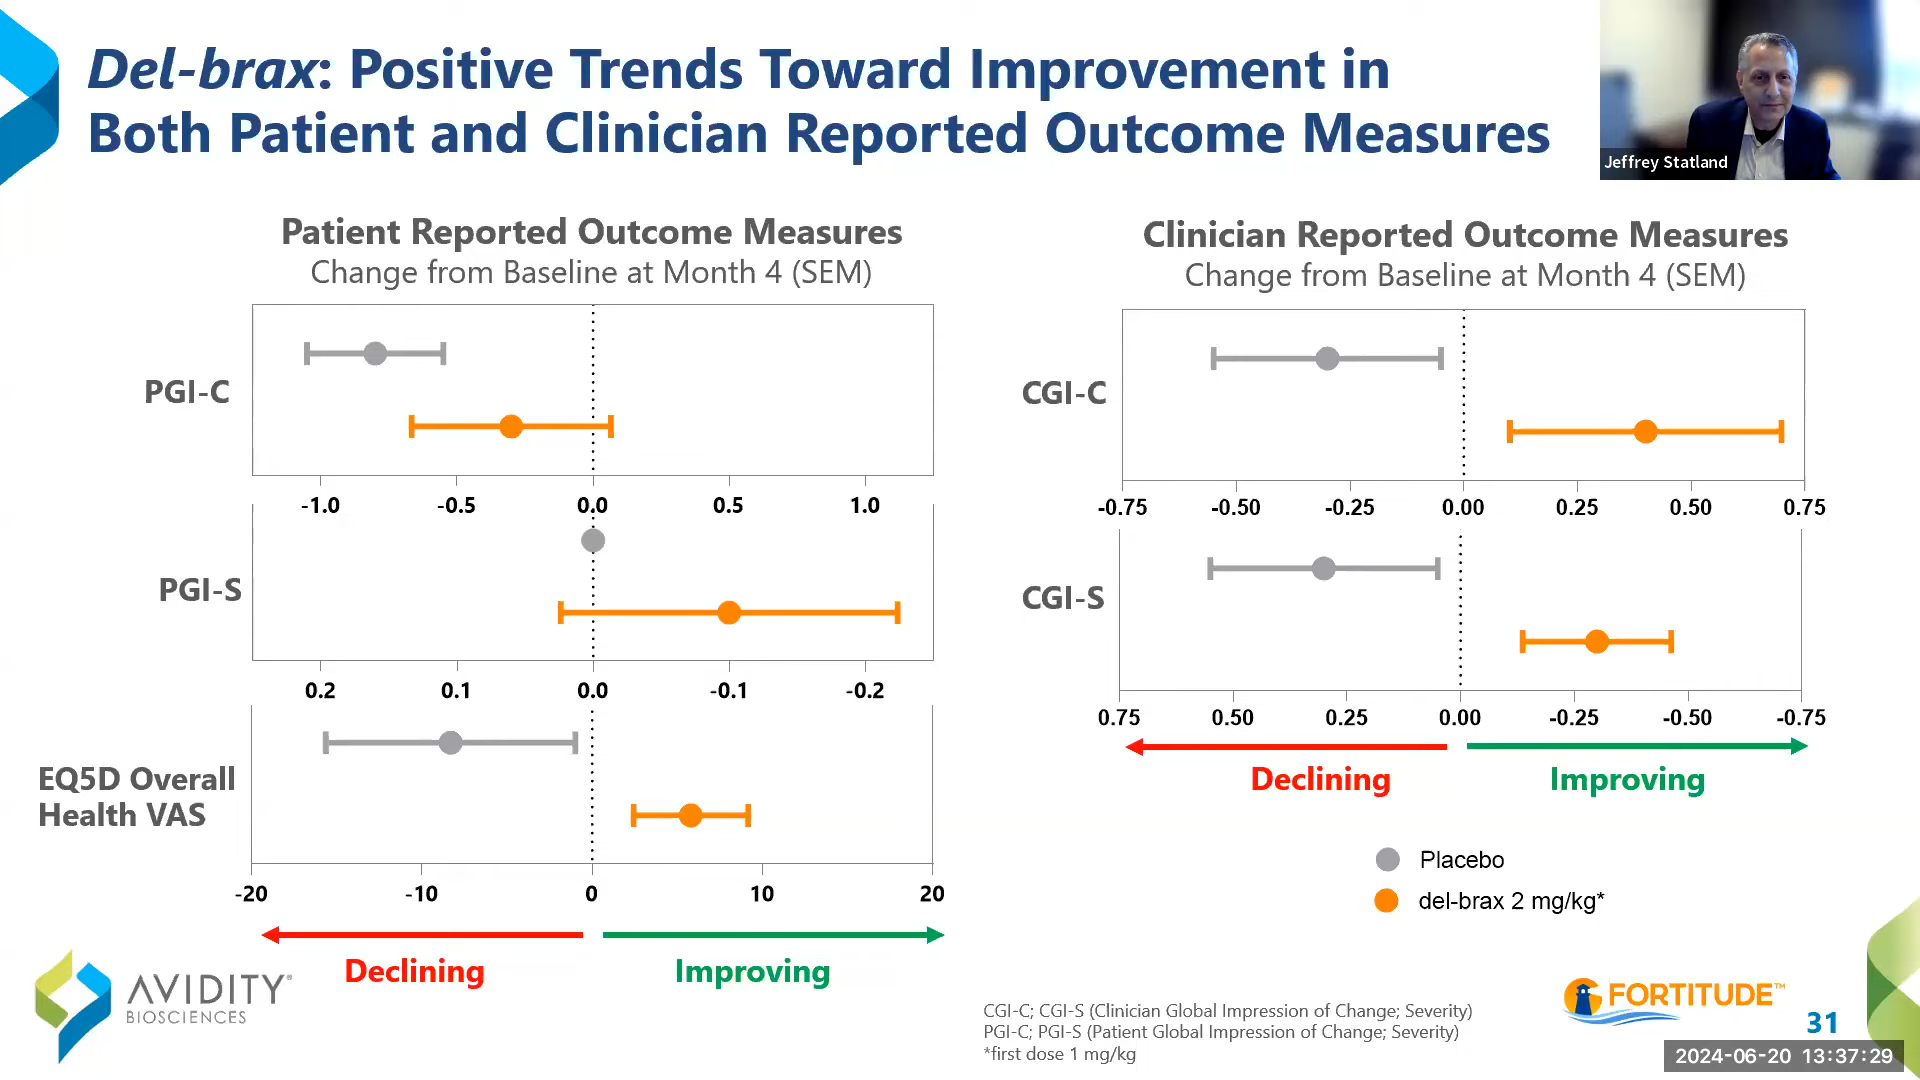 Del-brax: Positive Trends Toward Improvement in
Both Patient and Clinician Reported Outcome Measures
Jeffrey Statland
Patient Reported Outcome Measures
Change from Baseline at Month 4 (SEM)
PGI-C
-1.0 -0.5 0.0 0.5 1.0
PGI-S
0.2 0.1 0.0 -0.1 -0.2
EQ5D Overall
Health VAS
-20 -10 0 10 20
Declining Improving
Clinician Reported Outcome Measures
Change from Baseline at Month 4 (SEM)
CGI-C
-0.75 -0.50 -0.25 0.00 0.25 0.50 0.75
CGI-S
0.75 0.50 0.25 0.00 -0.25 -0.50 -0.75
Declining Improving
Placebo
del-brax 2 mg/kg*
AVIDITY®
BIOSCIENCES
CGI-C; CGI-S (Clinician Global Impression of Change; Severity)
PGI-C; PGI-S (Patient Global Impression of Change; Severity)
*first dose 1 mg/kg
FORTITUDE™
31
2024-06-20 13:37:29